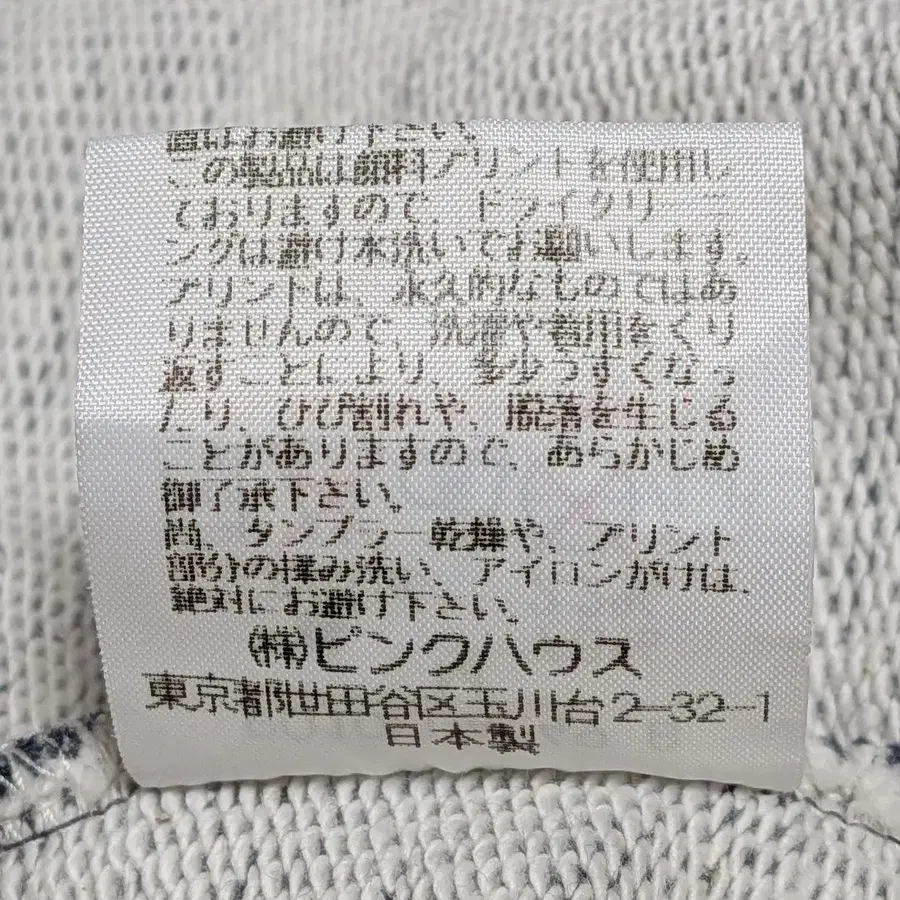 はお避け下さい。
この製品は顔料プリントを使用し
ておりますので、ドライクリーニ
ングは避け水洗いでお願いします。
プリントは、永久的なものではあ
りませんので、洗濯や着用をくり
返すことにより、多少うすくなっ
たり、ひび割れや、脱落を生じる
ことがありますので、あらかじめ
御了承下さい。
尚、タンブラー乾燥や、プリント
部分の揉み洗い、アイロンがけは、
絶対にお避け下さい。
㈱ピンクハウス
東京都世田谷区玉川台2-32-1
日本製